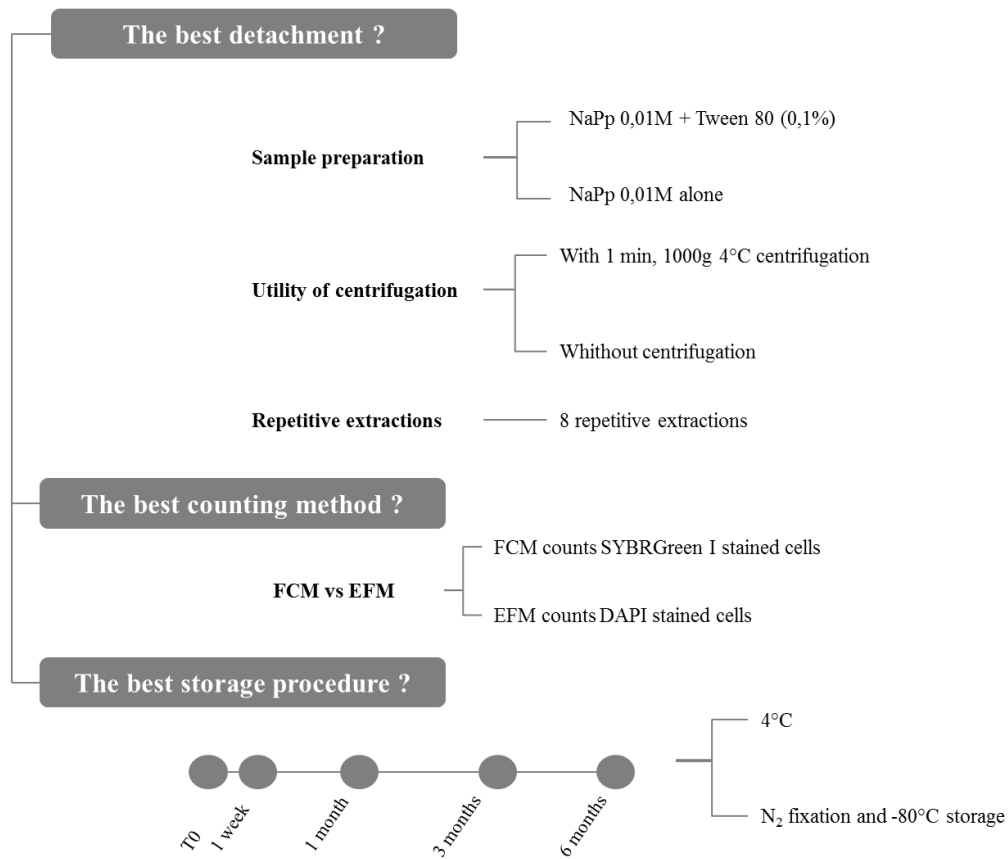 The best detachment ?
NaPp 0,01M + Tween 80 (0,1%)
Sample preparation
NaPp 0,01M alone
With 1 min, 1000g 4°C centrifugation
Utility of centrifugation
Whithout centrifugation
Repetitive extractions
8 repetitive extractions
The best counting method ?
FCM counts SYBRGreen I stained cells
FCM vs EFM
EFM counts DAPI stained cells
The best storage procedure ?
4°C
T0
1 week
1 month
3 months
6 months
N₂ fixation and -80°C storage